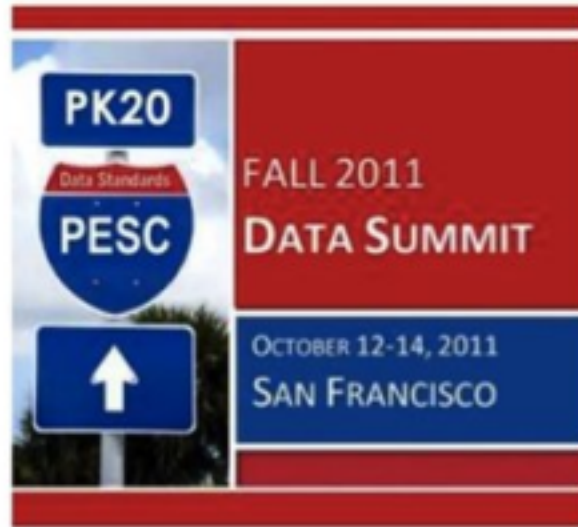 PK20
Data Standards
PESC
FALL 2011
DATA SUMMIT
OCTOBER 12-14, 2011
SAN FRANCISCO